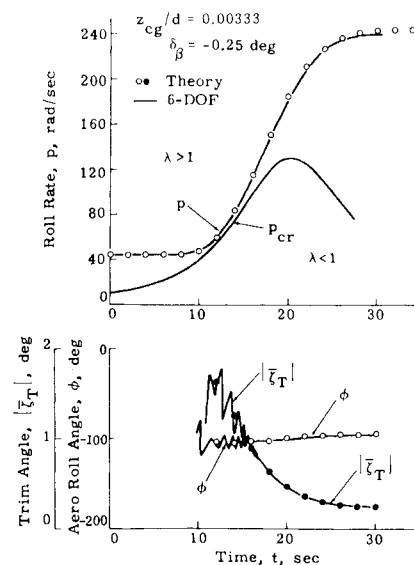 z_cg/d = 0.00333
δ_β = -0.25 deg
○● Theory
— 6-DOF
Roll Rate, p, rad/sec
240
200
160
120
80
40
0
λ>1
p
p_cr
λ<1
0 10 20 30
Trim Angle, |ζ̄_T|, deg
2
1
0
Aero Roll Angle, ϕ, deg
0
-100
-200
|ζ̄_T|
ϕ
ϕ
|ζ̄_T|
0 10 20 30
Time, t, sec